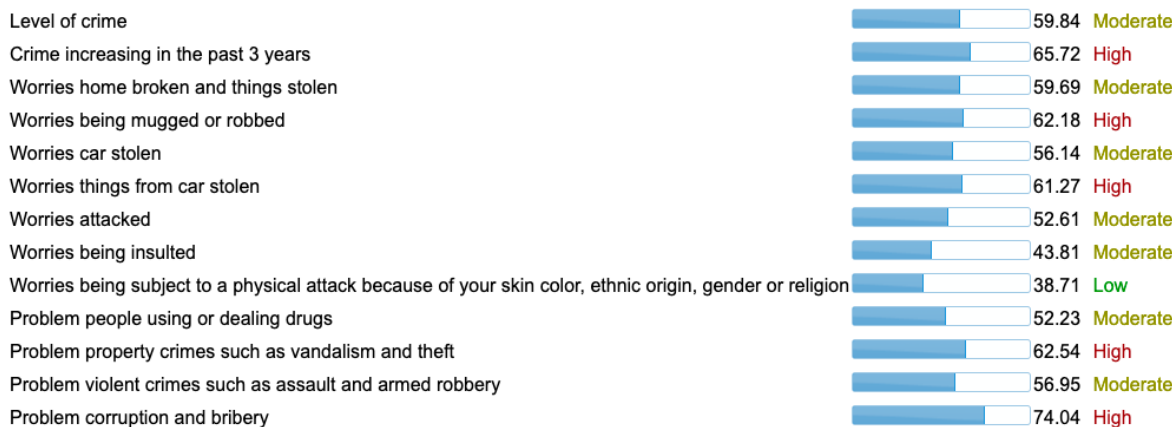 Level of crime 59.84 Moderate
Crime increasing in the past 3 years 65.72 High
Worries home broken and things stolen 59.69 Moderate
Worries being mugged or robbed 62.18 High
Worries car stolen 56.14 Moderate
Worries things from car stolen 61.27 High
Worries attacked 52.61 Moderate
Worries being insulted 43.81 Moderate
Worries being subject to a physical attack because of your skin color, ethnic origin, gender or religion 38.71 Low
Problem people using or dealing drugs 52.23 Moderate
Problem property crimes such as vandalism and theft 62.54 High
Problem violent crimes such as assault and armed robbery 56.95 Moderate
Problem corruption and bribery 74.04 High